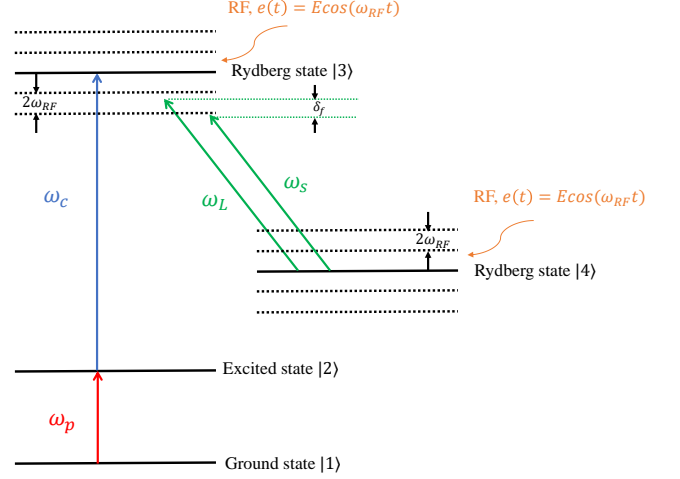 RF, e(t) = Ecos(ω_RF t)
Rydberg state |3⟩
2ω_RF
δ_f
ω_c
ω_L
ω_s
RF, e(t) = Ecos(ω_RF t)
2ω_RF
Rydberg state |4⟩
Excited state |2⟩
ω_p
Ground state |1⟩